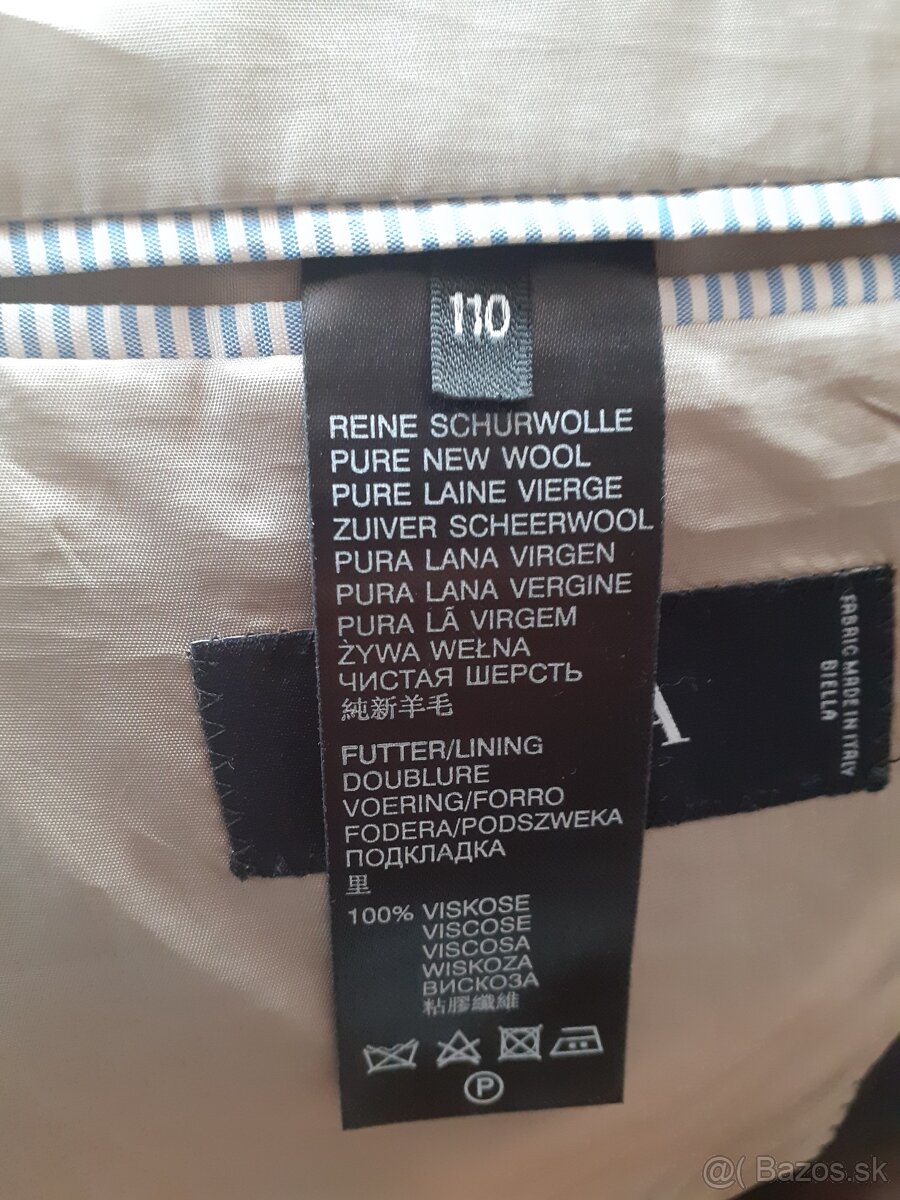 110
REINE SCHURWOLLE
PURE NEW WOOL
PURE LAINE VIERGE
ZUIVER SCHEERWOOL
PURA LANA VIRGEN
PURA LANA VERGINE
PURA LÃ VIRGEM
ŻYWA WEŁNA
ЧИСТАЯ ШЕРСТЬ
純新羊毛
FUTTER/LINING
DOUBLURE
VOERING/FORRO
FODERA/PODSZWEKA
ПОДКЛАДКА
里
100% VISKOSE
VISCOSE
VISCOSA
WISKOZA
ВИСКОЗА
粘膠纖維
P
A
FABRIC MADE IN ITALY
BIELLA
@( Bazos.sk